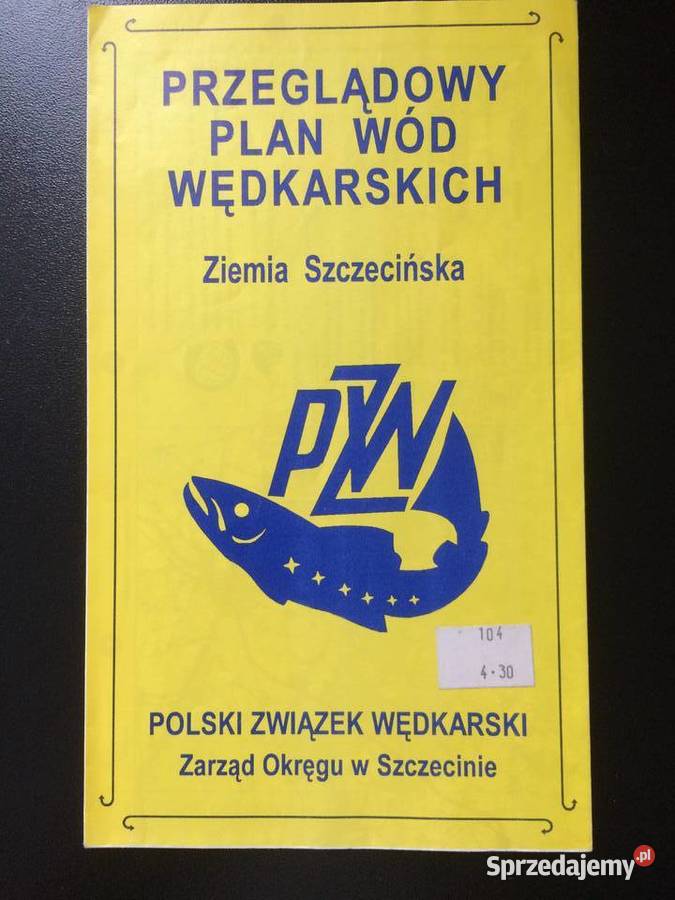 PRZEGLĄDOWY
PLAN WÓD
WĘDKARSKICH
Ziemia Szczecińska
PZW
104
4·30
POLSKI ZWIĄZEK WĘDKARSKI
Zarząd Okręgu w Szczecinie
Sprzedajemy.pl